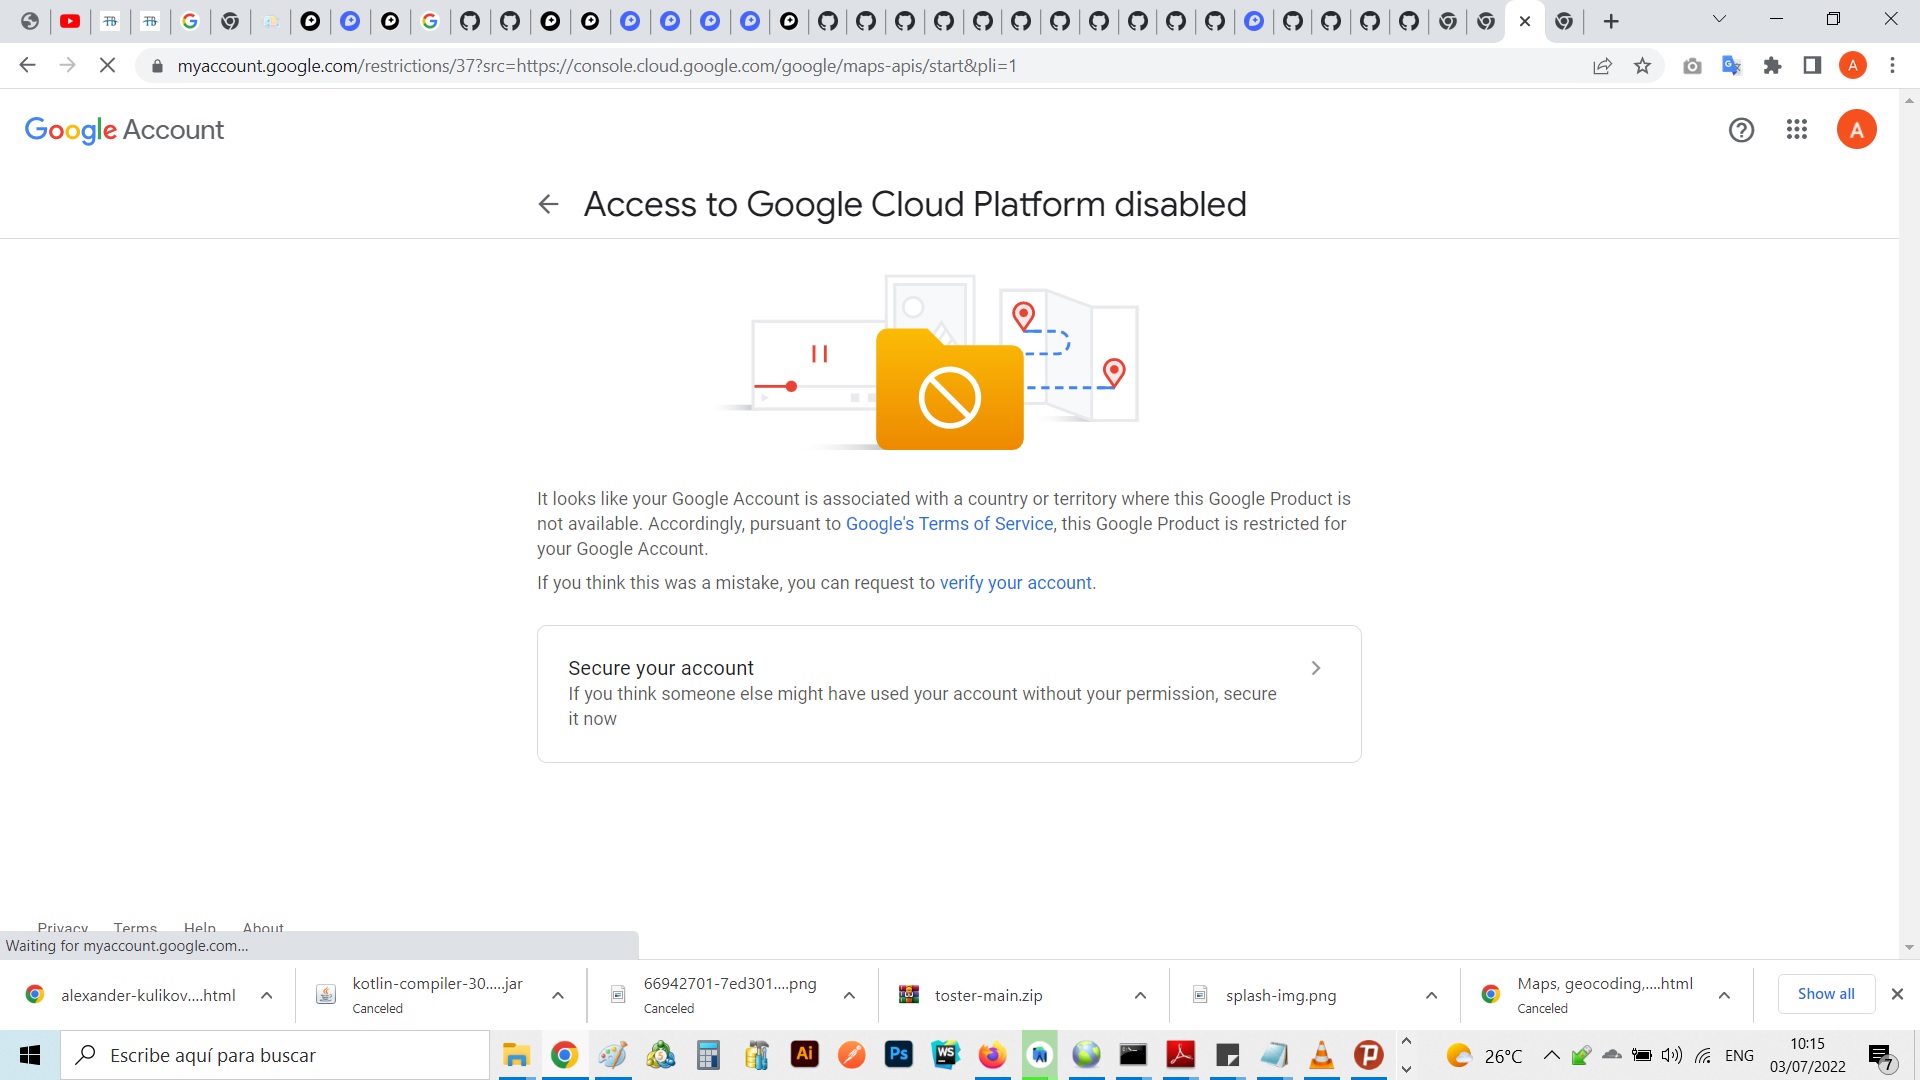 myaccount.google.com/restrictions/37?src=https://console.cloud.google.com/google/maps-apis/start&pli=1
A
Google Account
A
Access to Google Cloud Platform disabled
It looks like your Google Account is associated with a country or territory where this Google Product is
not available. Accordingly, pursuant to Google's Terms of Service, this Google Product is restricted for
your Google Account.
If you think this was a mistake, you can request to verify your account.
Secure your account
If you think someone else might have used your account without your permission, secure
it now
Privacy Terms Help About
Waiting for myaccount.google.com...
alexander-kulikov....html
kotlin-compiler-30.....jar
Canceled
66942701-7ed301....png
Canceled
toster-main.zip
splash-img.png
Maps, geocoding,....html
Canceled
Show all
Escribe aquí para buscar
Ai
Ps
WS
26°C
ENG
10:15
03/07/2022
7